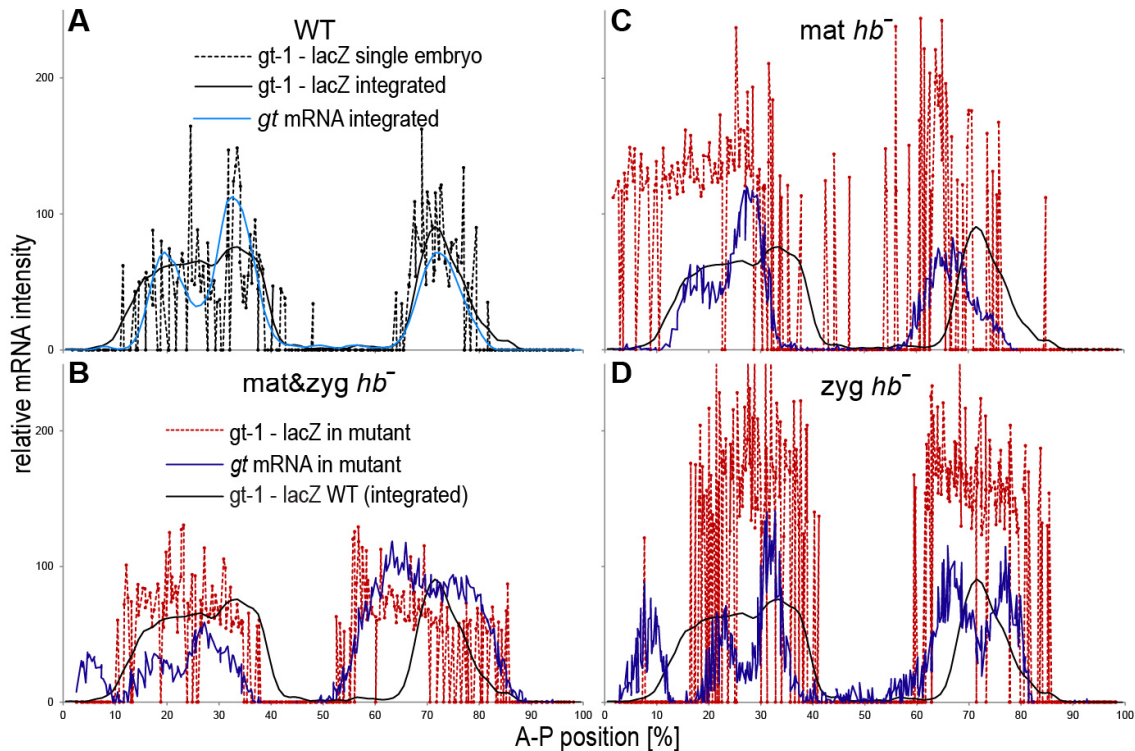 A
WT
gt-1 - lacZ single embryo
gt-1 - lacZ integrated
gt mRNA integrated
200
100
0
C
mat hb⁻
B
mat&zyg hb⁻
gt-1 - lacZ in mutant
gt mRNA in mutant
gt-1 - lacZ WT (integrated)
200
100
0
0 10 20 30 40 50 60 70 80 90 100
D
zyg hb⁻
0 10 20 30 40 50 60 70 80 90 100
relative mRNA intensity
A-P position [%]